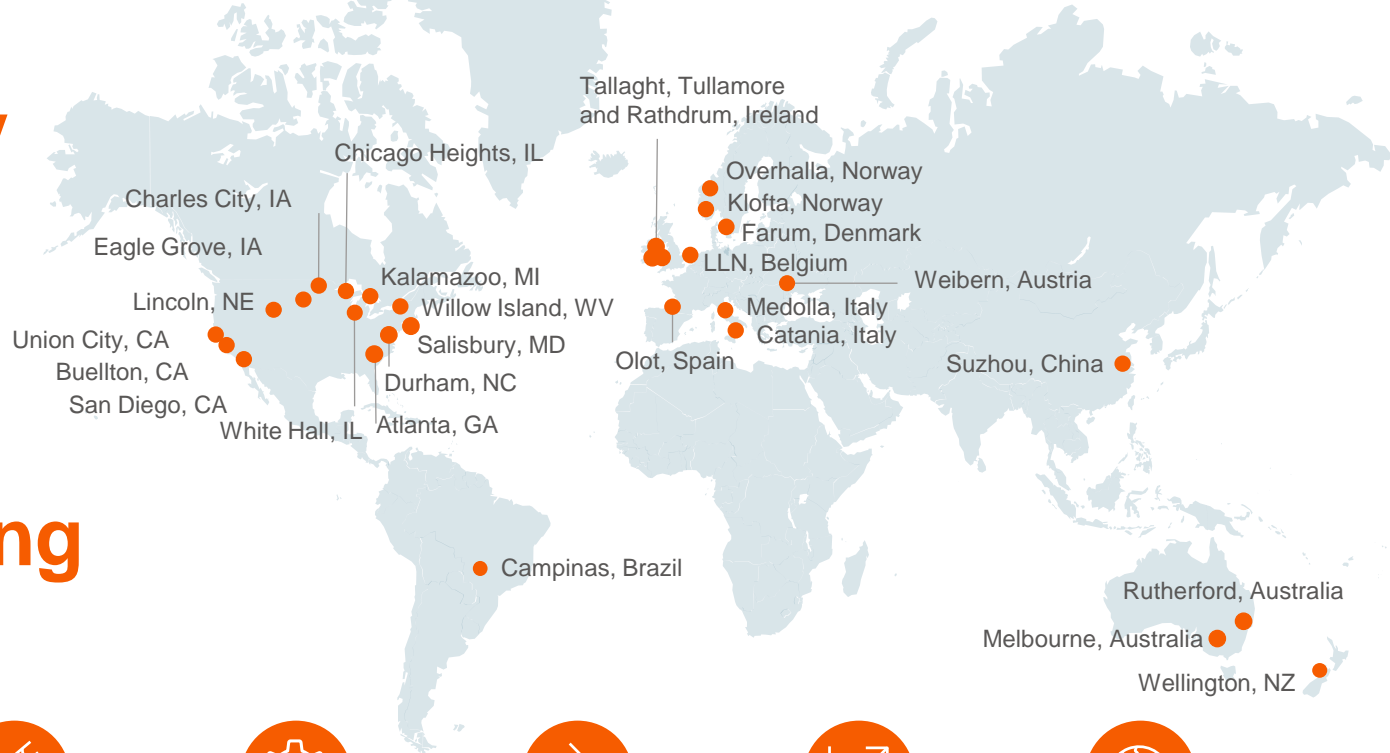 Tallaght, Tullamore
and Rathdrum, Ireland
Chicago Heights, IL
Overhalla, Norway
Charles City, IA
Klofta, Norway
Farum, Denmark
Eagle Grove, IA
LLN, Belgium
Kalamazoo, MI
Weibern, Austria
Lincoln, NE
Willow Island, WV
Medolla, Italy
Union City, CA
Catania, Italy
Salisbury, MD
Olot, Spain
Suzhou, China
Buellton, CA
Durham, NC
San Diego, CA
White Hall, IL
Atlanta, GA
ng
Campinas, Brazil
Rutherford, Australia
Melbourne, Australia
Wellington, NZ